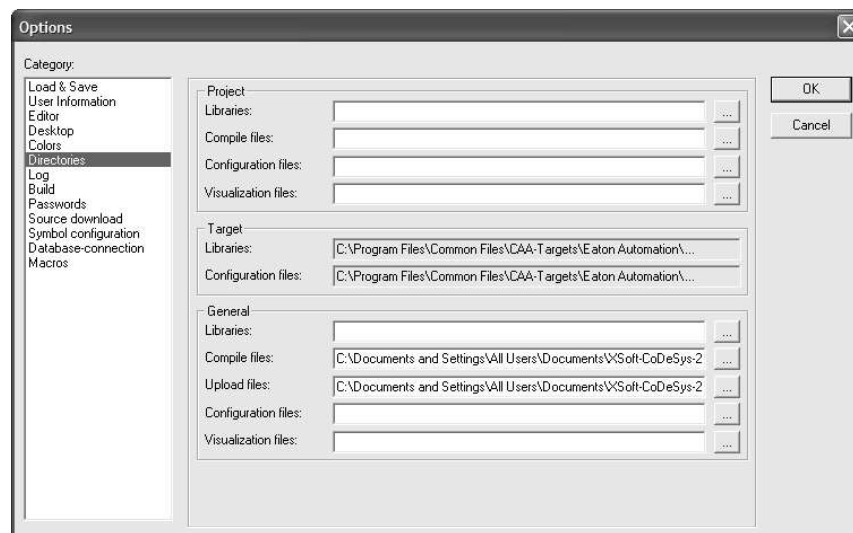 Options
Category:
Load & Save
User Information
Editor
Desktop
Colors
Directories
Log
Build
Passwords
Source download
Symbol configuration
Database-connection
Macros
Project
Libraries:
...
Compile files:
...
Configuration files:
...
Visualization files:
...
Target
Libraries:
C:\Program Files\Common Files\CAA-Targets\Eaton Automation\...
Configuration files:
C:\Program Files\Common Files\CAA-Targets\Eaton Automation\...
General
Libraries:
...
Compile files:
C:\Documents and Settings\All Users\Documents\XSoft-CoDeSys-2
...
Upload files:
C:\Documents and Settings\All Users\Documents\XSoft-CoDeSys-2
...
Configuration files:
...
Visualization files:
...
OK
Cancel